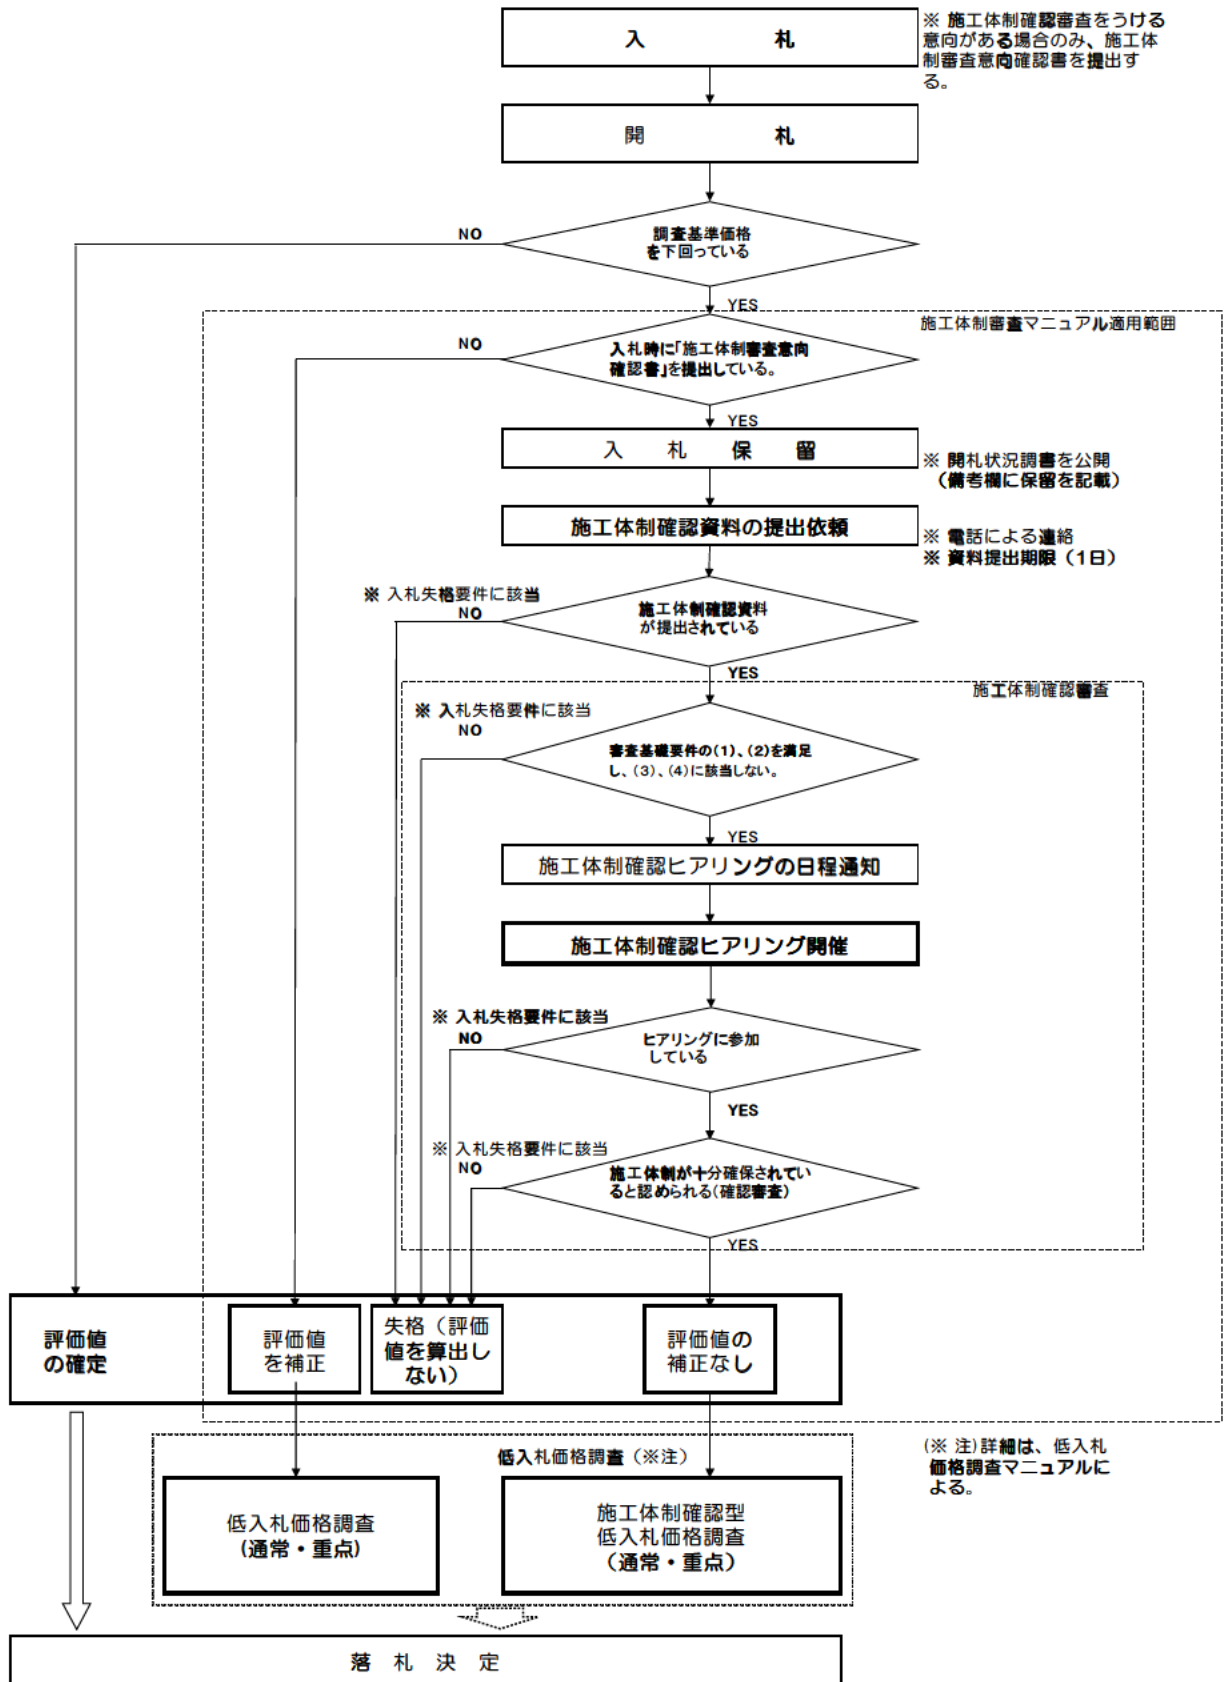 入 札
※ 施工体制確認審査をうける
意向がある場合のみ、施工体
制審査意向確認書を提出す
る。
開 札
調査基準価格
を下回っている
NO
YES
施工体制審査マニュアル適用範囲
入札時に「施工体制審査意向
確認書」を提出している。
NO
YES
入 札 保 留
※ 開札状況調書を公開
（備考欄に保留を記載）
施工体制確認資料の提出依頼
※ 電話による連絡
※ 資料提出期限（1日）
※ 入札失格要件に該当
NO
施工体制確認資料
が提出されている
YES
施工体制確認審査
※ 入札失格要件に該当
NO
審査基礎要件の(1)、(2)を満足
し、(3)、(4)に該当しない。
YES
施工体制確認ヒアリングの日程通知
施工体制確認ヒアリング開催
※ 入札失格要件に該当
NO
ヒアリングに参加
している
YES
※ 入札失格要件に該当
NO
施工体制が十分確保されてい
ると認められる(確認審査)
YES
評価値
の確定
評価値
を補正
失格（評価
値を算出し
ない）
評価値の
補正なし
低入札価格調査（※注）
(※ 注)詳細は、低入札
価格調査マニュアルに
よる。
低入札価格調査
(通常・重点)
施工体制確認型
低入札価格調査
（通常・重点）
落 札 決 定